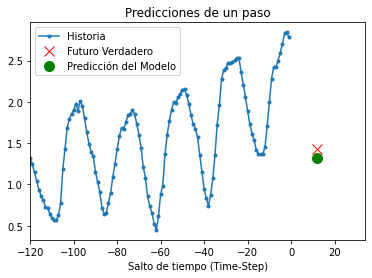 Predicciones de un paso
Historia
Futuro Verdadero
Predicción del Modelo
2.5
2.0
1.5
1.0
0.5
-120 -100 -80 -60 -40 -20 0 20
Salto de tiempo (Time-Step)